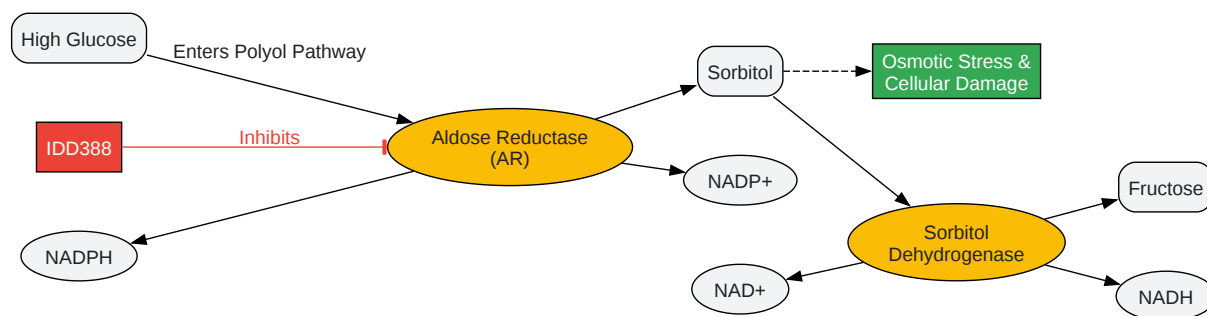 High Glucose
Enters Polyol Pathway
Sorbitol
Osmotic Stress &
Cellular Damage
IDD388
Inhibits
Aldose Reductase
(AR)
NADP+
Fructose
NADPH
Sorbitol
Dehydrogenase
NAD+
NADH